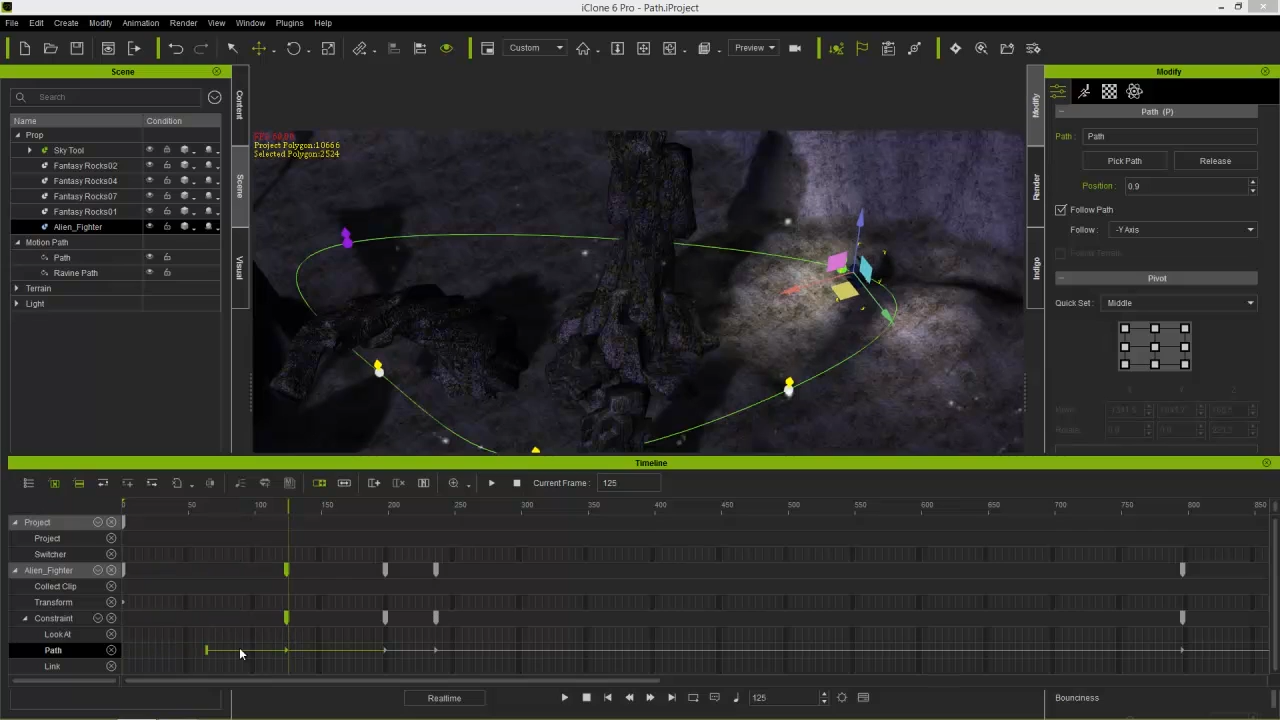 iClone 6 Pro - Path.iProject
File Edit Create Modify Animation Render View Window Plugins Help
Custom Preview
Scene
Search
Name Condition
Prop
Sky Tool
Fantasy Rocks02
Fantasy Rocks04
Fantasy Rocks07
Fantasy Rocks01
Alien_Fighter
Motion Path
Path
Ravine Path
Terrain
Light
Content
Scene
Visual
Project Polygon:10666
Selected Polygon:2524
Modify
Render
Indigo
Modify
Path (P)
Path : Path
Pick Path Release
Position : 0.9
Follow Path
Follow : -Y Axis
Pivot
Quick Set : Middle
Timeline
Current Frame : 125
0 50 100 150 200 250 300 350 400 450 500 550 600 650 700 750 800 850
Project
Project
Switcher
Alien_Fighter
Collect Clip
Transform
Constraint
Look At
Path
Link
Realtime 125
Bounciness